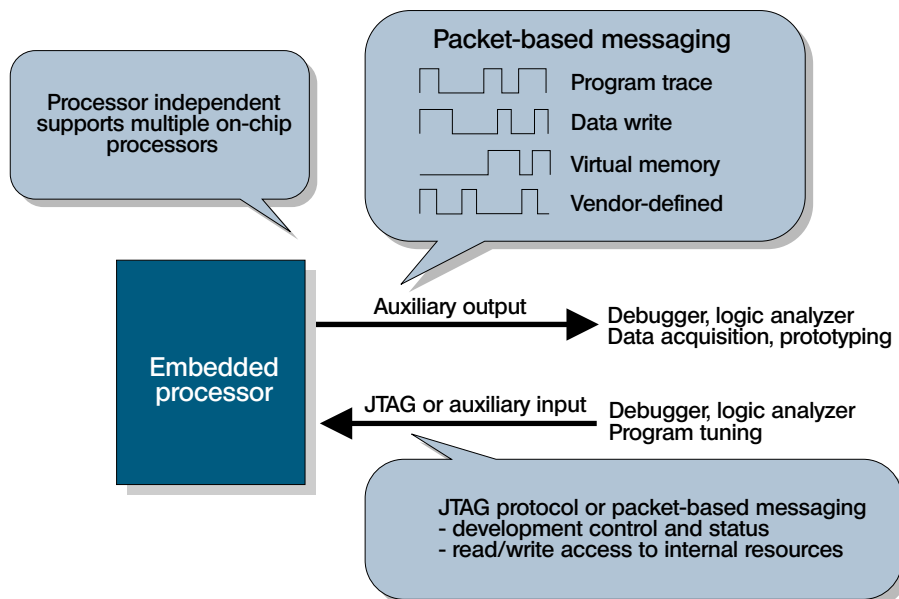 Packet-based messaging
Program trace
Data write
Virtual memory
Vendor-defined
Processor independent
supports multiple on-chip
processors
Embedded
processor
Auxiliary output
Debugger, logic analyzer
Data acquisition, prototyping
JTAG or auxiliary input
Debugger, logic analyzer
Program tuning
JTAG protocol or packet-based messaging
- development control and status
- read/write access to internal resources